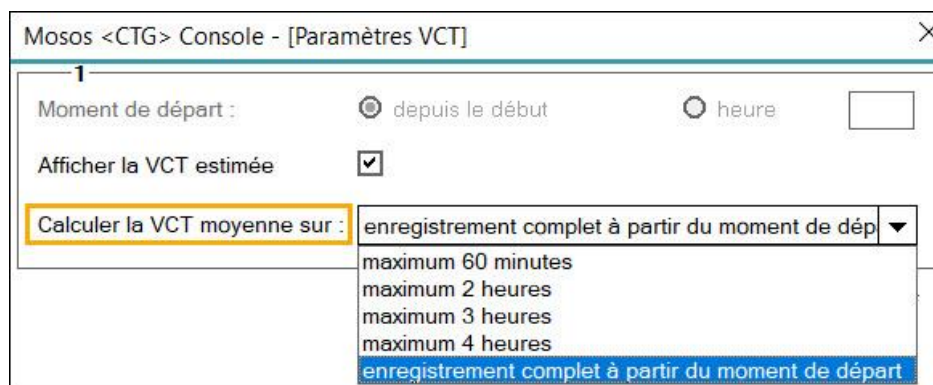 Mosos <CTG> Console - [Paramètres VCT]
1
Moment de départ : depuis le début heure
Afficher la VCT estimée
Calculer la VCT moyenne sur : enregistrement complet à partir du moment de dép
maximum 60 minutes
maximum 2 heures
maximum 3 heures
maximum 4 heures
enregistrement complet à partir du moment de départ